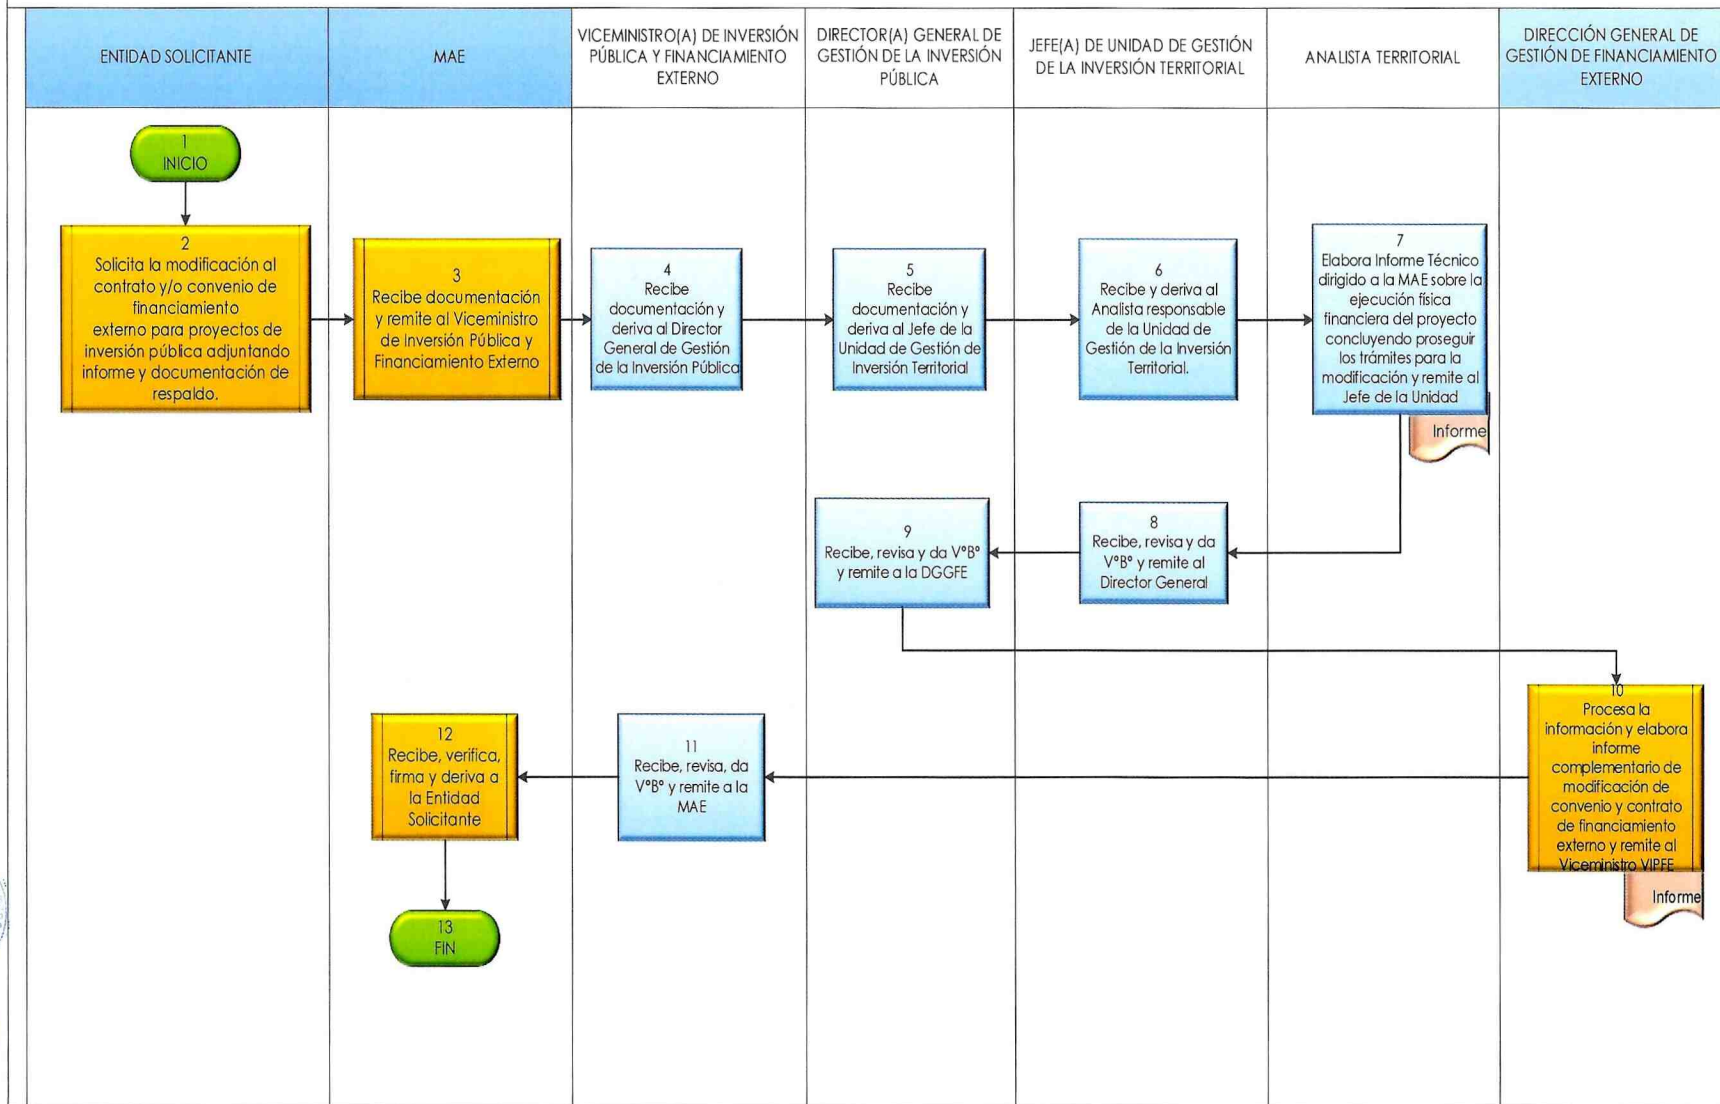 ENTIDAD SOLICITANTE
MAE
VICEMINISTRO(A) DE INVERSIÓN
PÚBLICA Y FINANCIAMIENTO
EXTERNO
DIRECTOR(A) GENERAL DE
GESTIÓN DE LA INVERSIÓN
PÚBLICA
JEFE(A) DE UNIDAD DE GESTIÓN
DE LA INVERSIÓN TERRITORIAL
ANALISTA TERRITORIAL
DIRECCIÓN GENERAL DE
GESTIÓN DE FINANCIAMIENTO
EXTERNO
1
INICIO
2
Solicita la modificación al
contrato y/o convenio de
financiamiento
externo para proyectos de
inversión pública adjuntando
informe y documentación de
respaldo.
3
Recibe documentación
y remite al Viceministro
de Inversión Pública y
Financiamiento Externo
4
Recibe
documentación y
deriva al Director
General de Gestión
de la Inversión Pública
5
Recibe
documentación y
deriva al Jefe de la
Unidad de Gestión de
Inversión Territorial
6
Recibe y deriva al
Analista responsable
de la Unidad de
Gestión de la Inversión
Territorial.
7
Elabora Informe Técnico
dirigido a la MAE sobre la
ejecución física
financiera del proyecto
concluyendo proseguir
los trámites para la
modificación y remite al
Jefe de la Unidad
Informe
8
Recibe, revisa y da
V°B° y remite al
Director General
9
Recibe, revisa y da V°B°
y remite a la DGGFE
10
Procesa la
información y elabora
informe
complementario de
modificación de
convenio y contrato
de financiamiento
externo y remite al
Viceministro VIPFE
Informe
11
Recibe, revisa, da
V°B° y remite a la
MAE
12
Recibe, verifica,
firma y deriva a
la Entidad
Solicitante
13
FIN